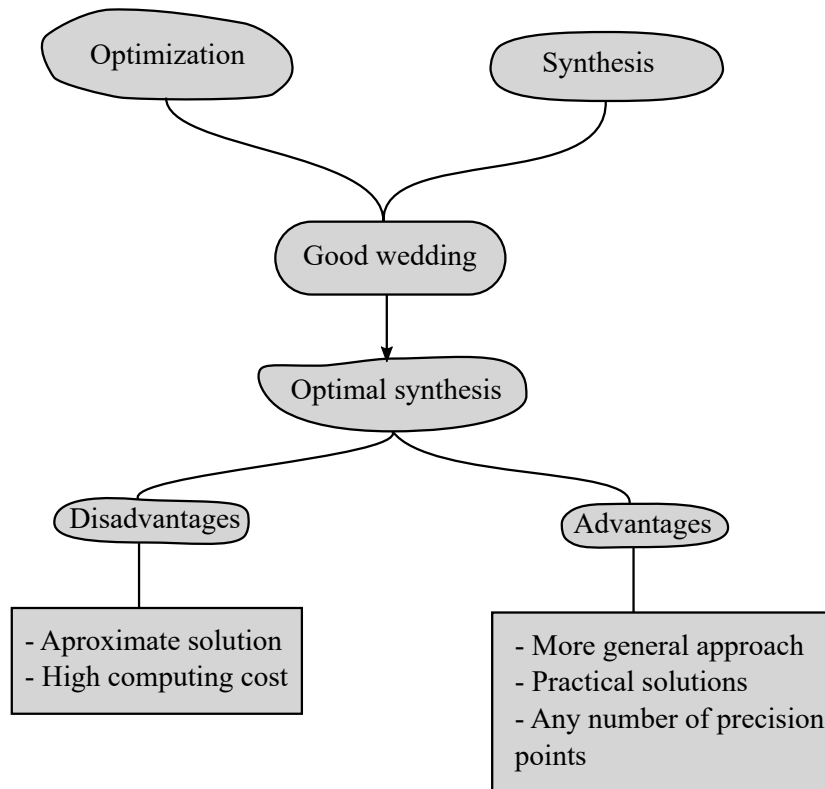 Optimization
Synthesis
Good wedding
Optimal synthesis
Disadvantages
Advantages
- Aproximate solution
- High computing cost
- More general approach
- Practical solutions
- Any number of precision
points